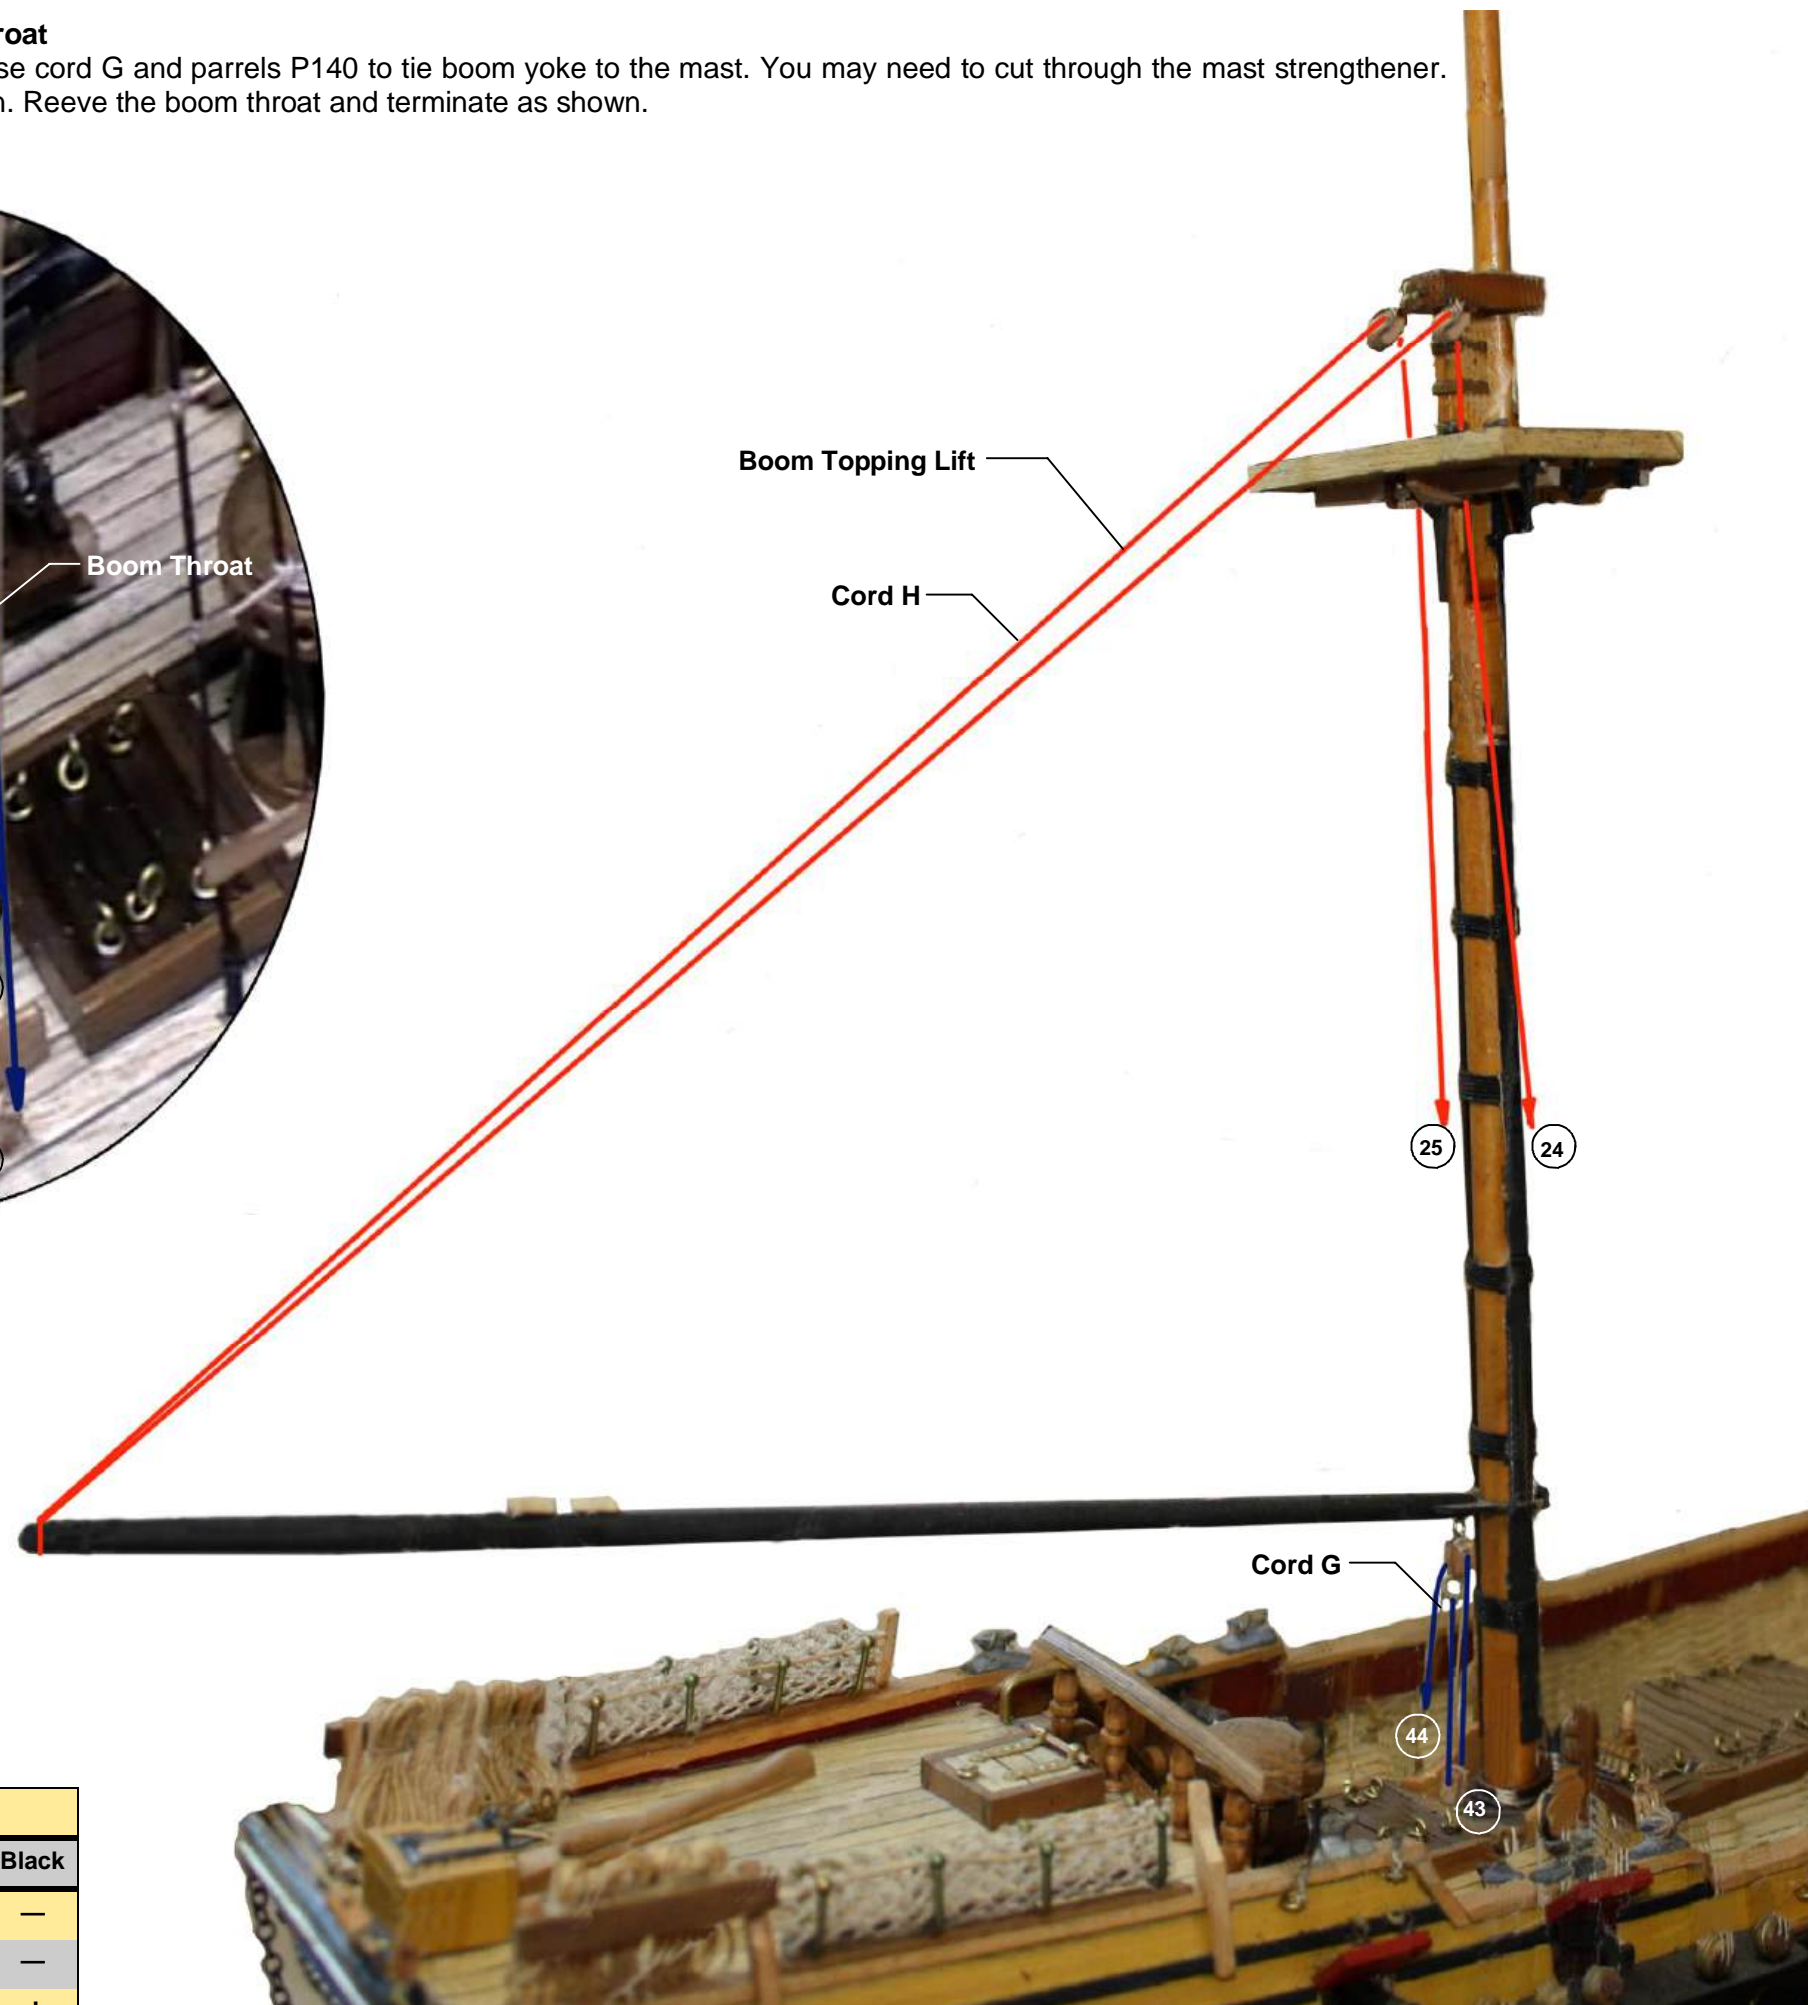 roat
se cord G and parrels P140 to tie boom yoke to the mast. You may need to cut through the mast strengthener.
n. Reeve the boom throat and terminate as shown.
Boom Topping Lift
Boom Throat
Cord H
25
24
Cord G
44
43
Black
—
—